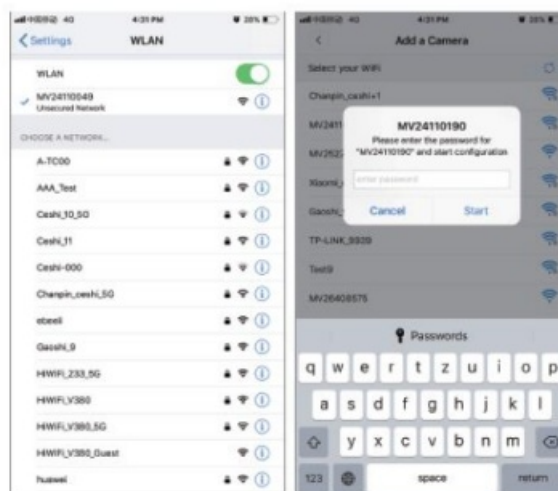 4:31 PM
Settings
WLAN
WLAN
MV24110049
Unsecured Network
CHOOSE A NETWORK...
A-TC00
AAA_Test
Ceshi_10_5G
Ceshi_11
Ceshi-000
Chanpin_ceshi_5G
ebeeli
Gaoshi_9
HiWiFi_Z33_5G
HiWiFi_V380
HiWiFi_V380_5G
HiWiFi_V380_Guest
huawei
4:31 PM
Add a Camera
Select your WiFi
Chanpin_ceshi+1
MV24110190
Please enter the password for
"MV24110190" and start configuration
enter password
Cancel
Start
TP-LINK_8929
Test9
MV26408575
Passwords
q w e r t z u i o p
a s d f g h j k l
y x c v b n m
123
space
return